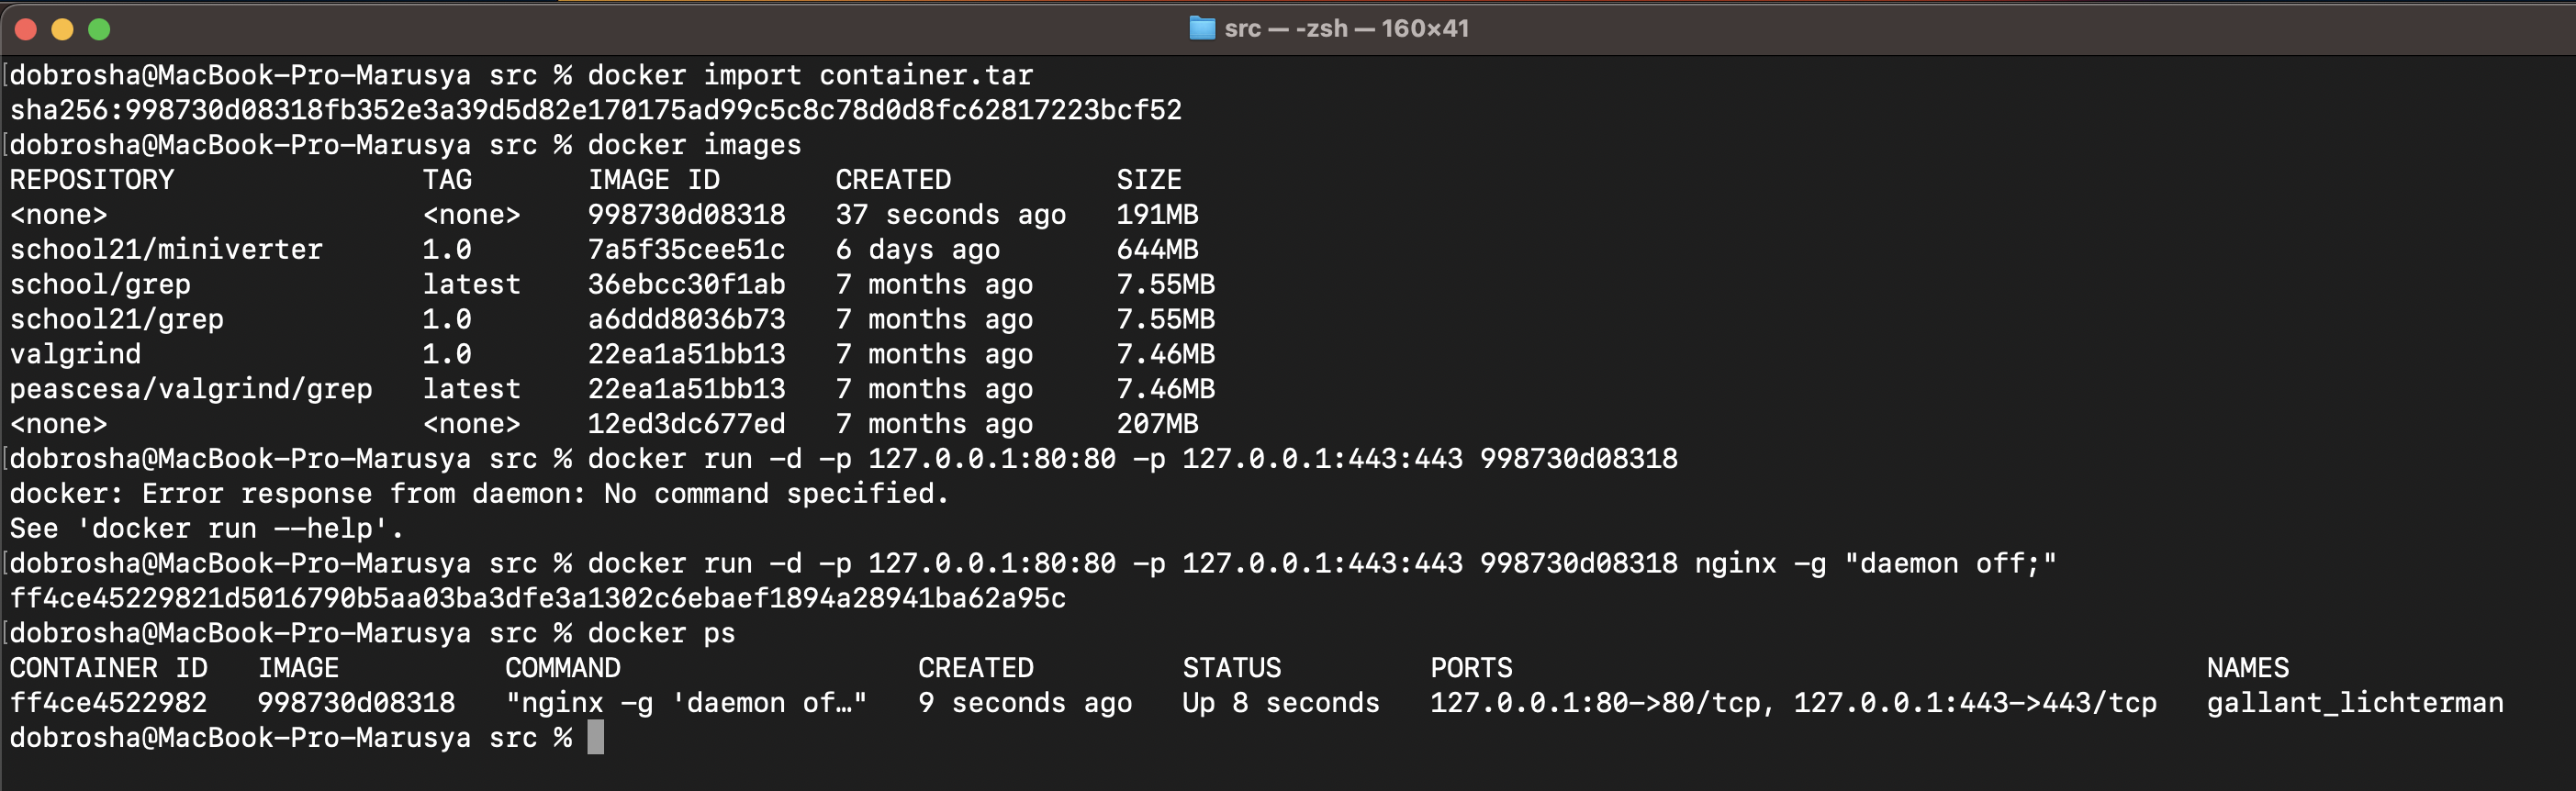 src — -zsh — 160×41
[dobrosha@MacBook-Pro-Marusya src % docker import container.tar
sha256:998730d08318fb352e3a39d5d82e170175ad99c5c8c78d0d8fc62817223bcf52
[dobrosha@MacBook-Pro-Marusya src % docker images
REPOSITORY TAG IMAGE ID CREATED SIZE
<none> <none> 998730d08318 37 seconds ago 191MB
school21/miniverter 1.0 7a5f35cee51c 6 days ago 644MB
school/grep latest 36ebcc30f1ab 7 months ago 7.55MB
school21/grep 1.0 a6ddd8036b73 7 months ago 7.55MB
valgrind 1.0 22ea1a51bb13 7 months ago 7.46MB
peascesa/valgrind/grep latest 22ea1a51bb13 7 months ago 7.46MB
<none> <none> 12ed3dc677ed 7 months ago 207MB
[dobrosha@MacBook-Pro-Marusya src % docker run -d -p 127.0.0.1:80:80 -p 127.0.0.1:443:443 998730d08318
docker: Error response from daemon: No command specified.
See 'docker run --help'.
[dobrosha@MacBook-Pro-Marusya src % docker run -d -p 127.0.0.1:80:80 -p 127.0.0.1:443:443 998730d08318 nginx -g "daemon off;"
ff4ce45229821d5016790b5aa03ba3dfe3a1302c6ebaef1894a28941ba62a95c
[dobrosha@MacBook-Pro-Marusya src % docker ps
CONTAINER ID IMAGE COMMAND CREATED STATUS PORTS NAMES
ff4ce4522982 998730d08318 "nginx -g 'daemon of…" 9 seconds ago Up 8 seconds 127.0.0.1:80->80/tcp, 127.0.0.1:443->443/tcp gallant_lichterman
dobrosha@MacBook-Pro-Marusya src %